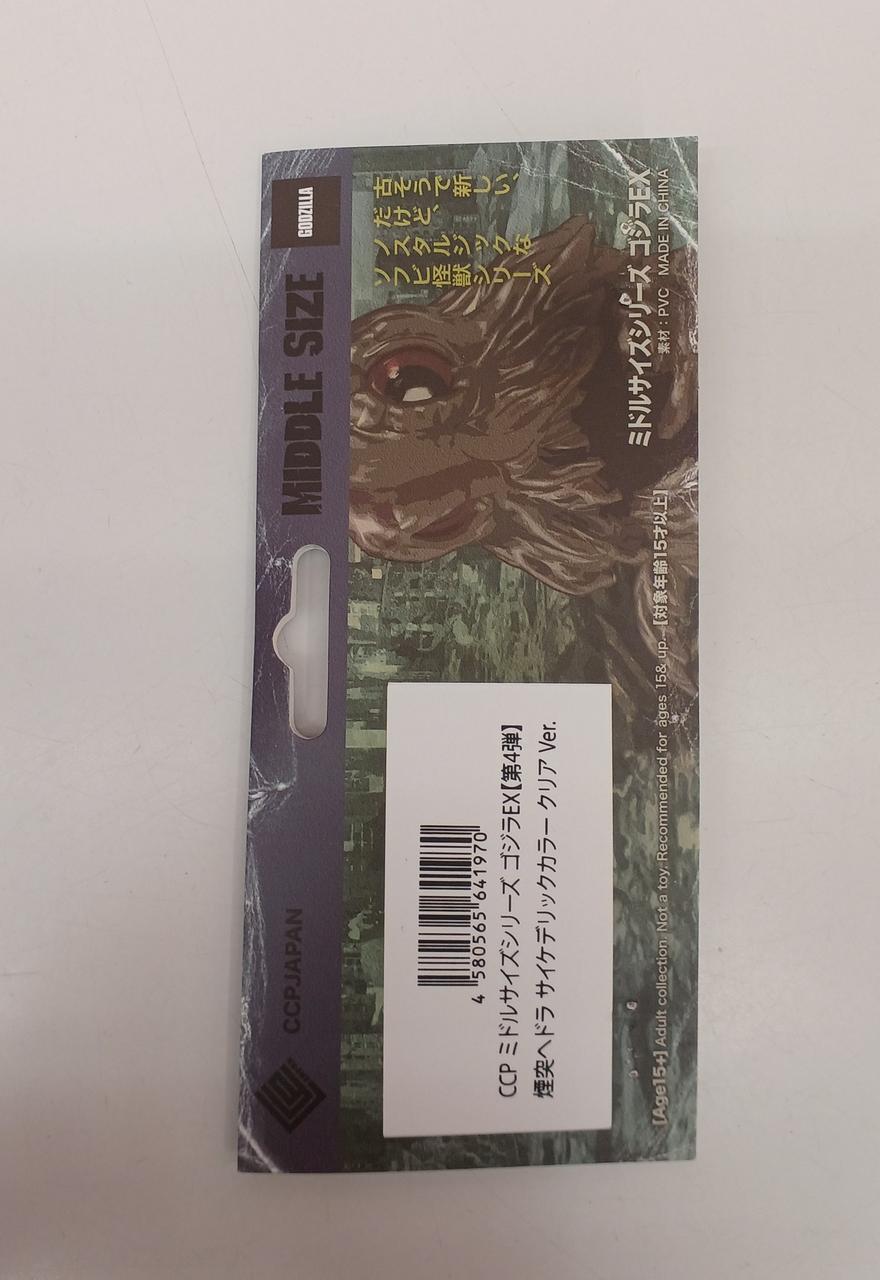 CCPJAPAN
MIDDLE SIZE
GODZILLA
古そうで新しい、
だけど、
ノスタルジックな
ソフビ怪獣シリーズ
4 580565 641970
CCP ミドルサイズシリーズ ゴジラEX【第4弾】
煙突ヘドラ サイケデリックカラー クリア Ver.
ミドルサイズシリーズ ゴジラEX
素材：PVC MADE IN CHINA
[Age15+] Adult collection. Not a toy. Recommended for ages 15& up.【対象年齢15才以上】